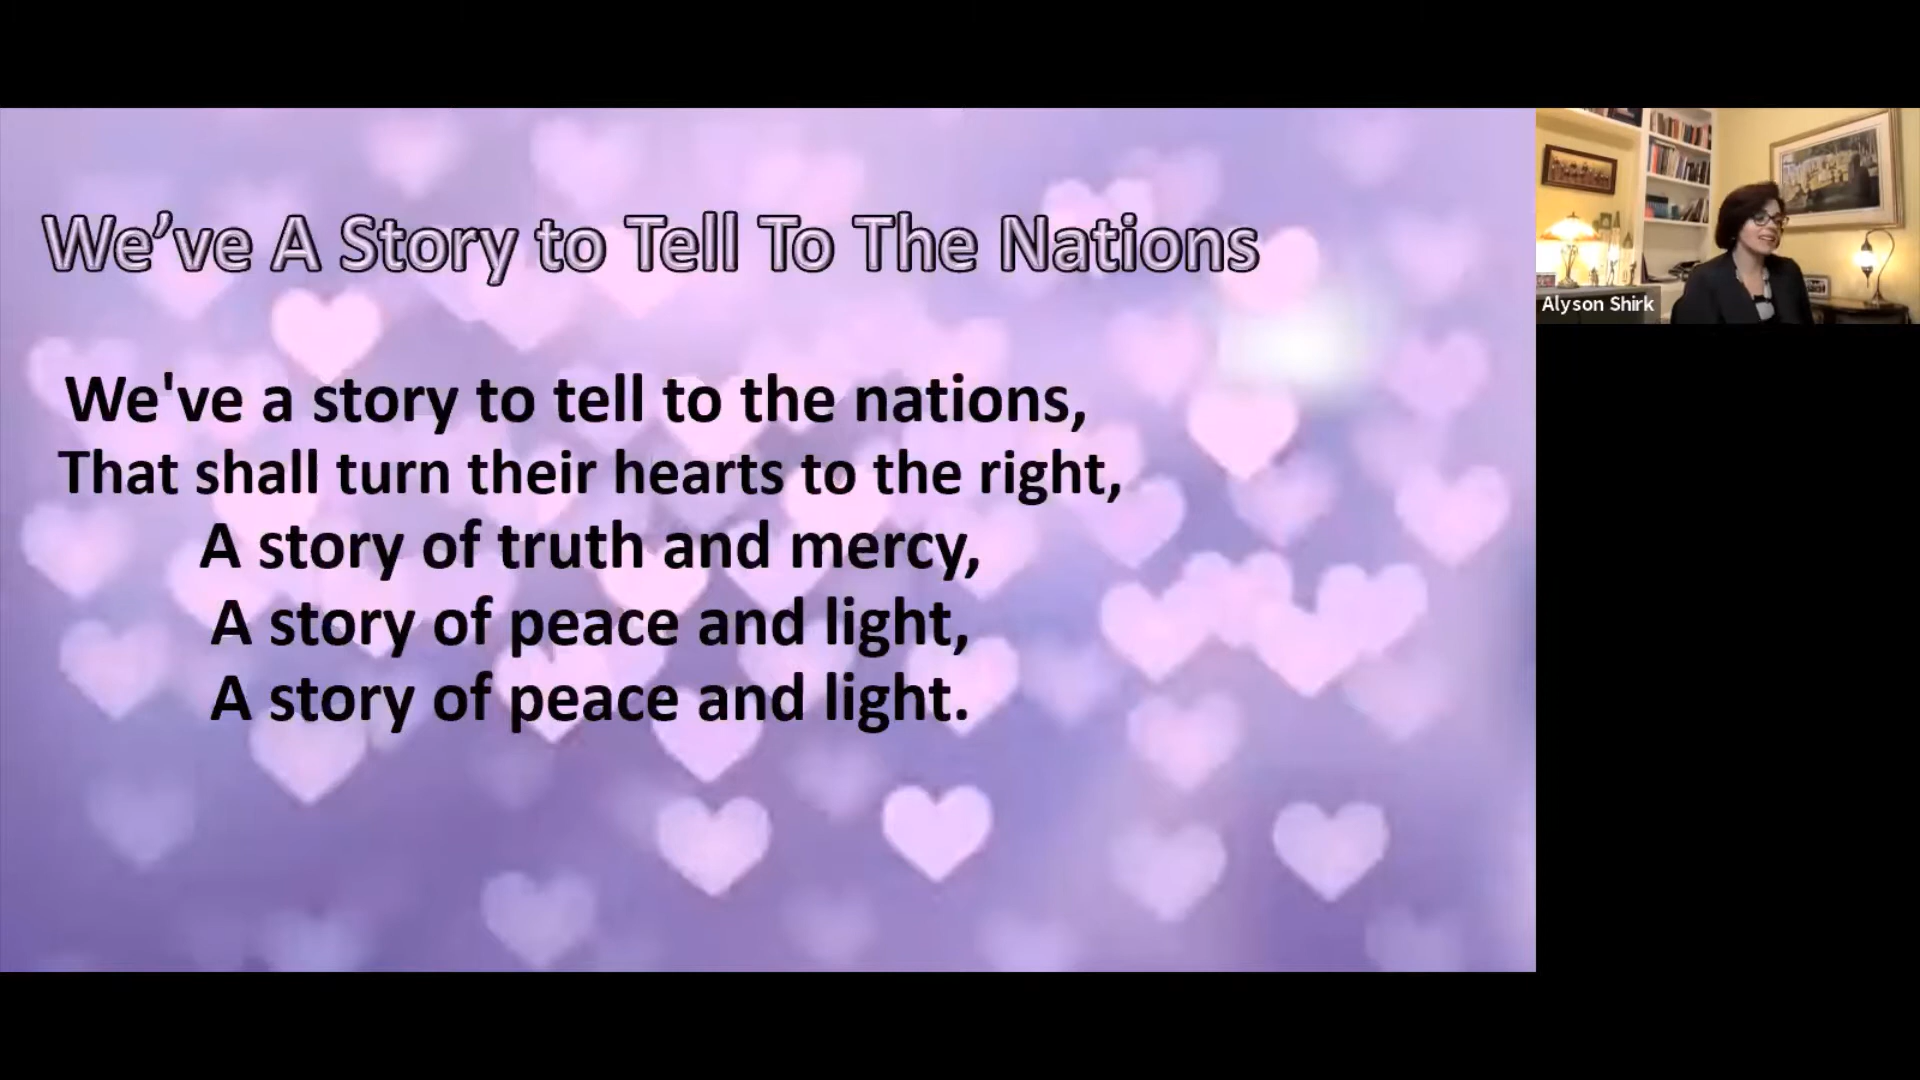 We’ve A Story to Tell To The Nations
We've a story to tell to the nations,
That shall turn their hearts to the right,
A story of truth and mercy,
A story of peace and light,
A story of peace and light.
Alyson Shirk